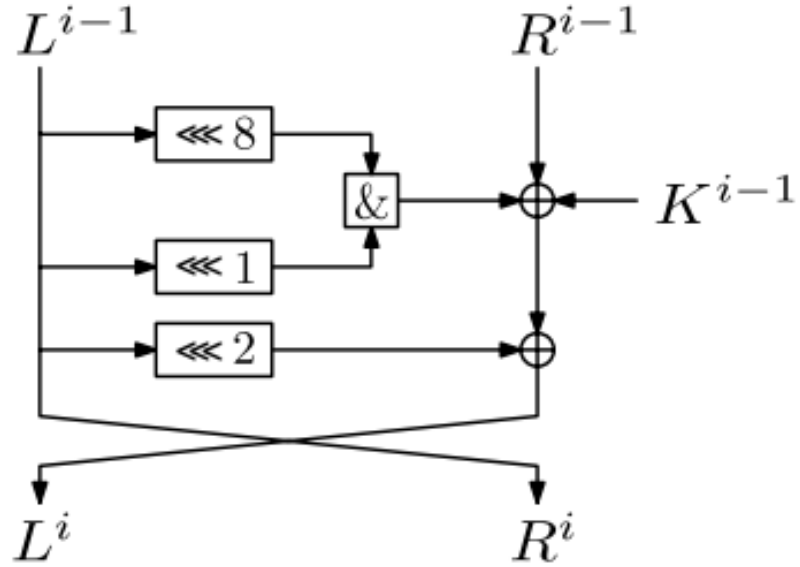 L^{i-1} R^{i-1}
⋘ 8
& K^{i-1}
⋘ 1
⋘ 2
L^i R^i